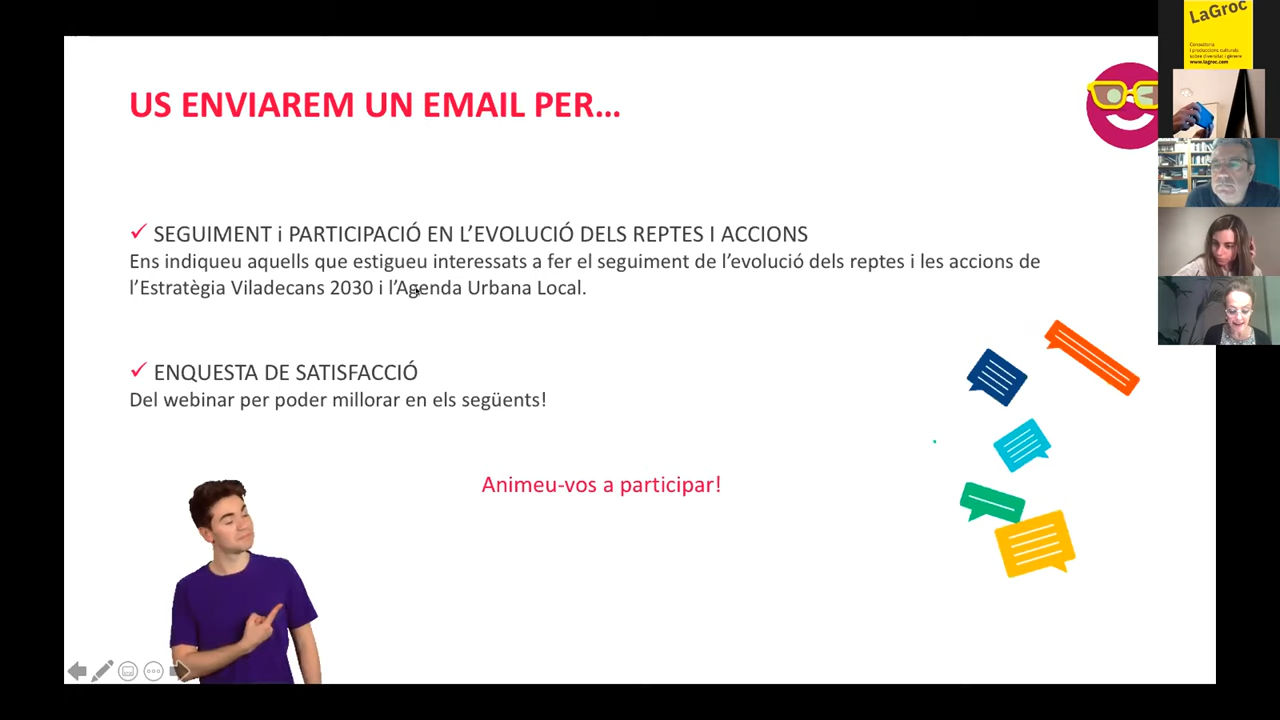 US ENVIAREM UN EMAIL PER...
✓ SEGUIMENT i PARTICIPACIÓ EN L'EVOLUCIÓ DELS REPTES I ACCIONS
Ens indiqueu aquells que estigueu interessats a fer el seguiment de l'evolució dels reptes i les accions de
l'Estratègia Viladecans 2030 i l'Agenda Urbana Local.
✓ ENQUESTA DE SATISFACCIÓ
Del webinar per poder millorar en els següents!
Animeu-vos a participar!
LaGroc
Consultoria
i produccions culturals
sobre diversitat i gènere
www.lagroc.com